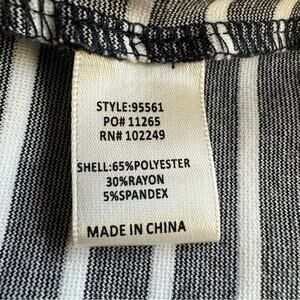 STYLE:95561
PO# 11265
RN# 102249
SHELL:65%POLYESTER
30%RAYON
5%SPANDEX
MADE IN CHINA